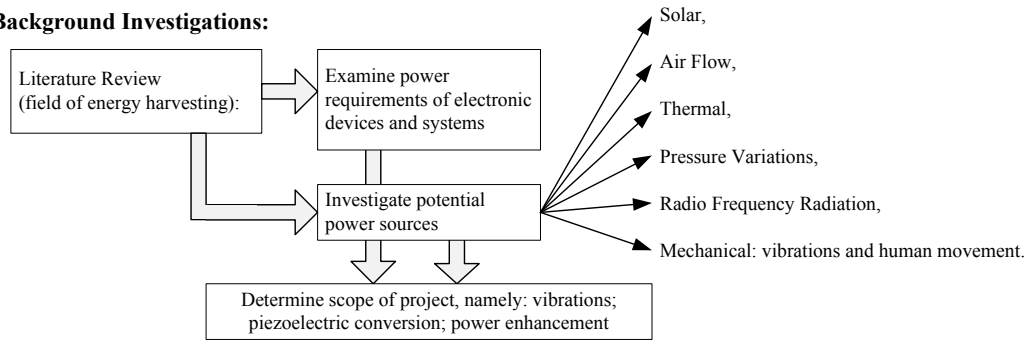 Background Investigations:
Literature Review
(field of energy harvesting):
Examine power
requirements of electronic
devices and systems
Investigate potential
power sources
Solar,
Air Flow,
Thermal,
Pressure Variations,
Radio Frequency Radiation,
Mechanical: vibrations and human movement.
Determine scope of project, namely: vibrations;
piezoelectric conversion; power enhancement